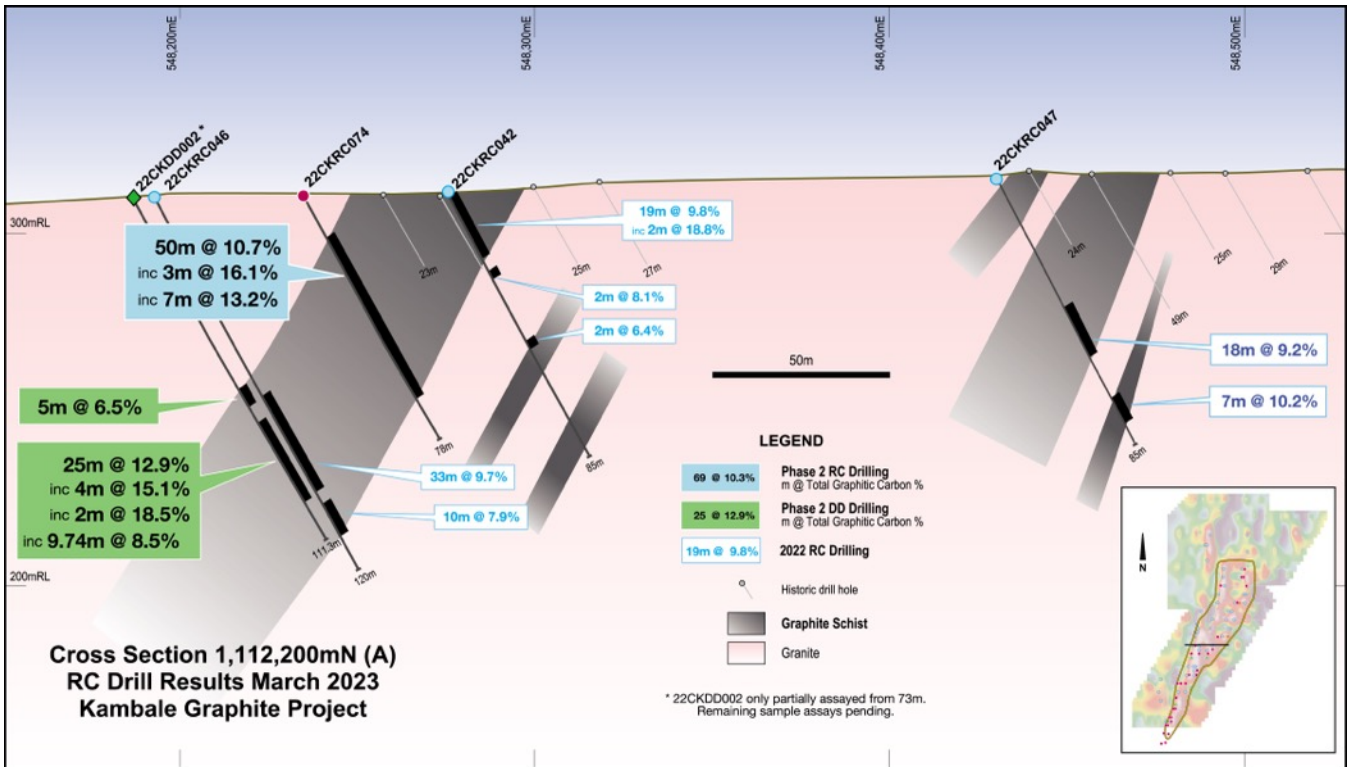 548,200mE
548,300mE
548,400mE
548,500mE
22CKDD002 *
22CKRC046
22CKRC074
22CKRC042
22CKRC047
300mRL
50m @ 10.7%
inc 3m @ 16.1%
inc 7m @ 13.2%
19m @ 9.8%
inc 2m @ 18.8%
23m
25m
27m
24m
25m
29m
2m @ 8.1%
2m @ 6.4%
49m
18m @ 9.2%
50m
5m @ 6.5%
7m @ 10.2%
78m
85m
85m
25m @ 12.9%
inc 4m @ 15.1%
inc 2m @ 18.5%
inc 9.74m @ 8.5%
33m @ 9.7%
10m @ 7.9%
111.3m
120m
200mRL
LEGEND
69 @ 10.3%
Phase 2 RC Drilling
m @ Total Graphitic Carbon %
25 @ 12.9%
Phase 2 DD Drilling
m @ Total Graphitic Carbon %
19m @ 9.8%
2022 RC Drilling
Historic drill hole
Graphite Schist
Granite
* 22CKDD002 only partially assayed from 73m.
Remaining sample assays pending.
N
Cross Section 1,112,200mN (A)
RC Drill Results March 2023
Kambale Graphite Project